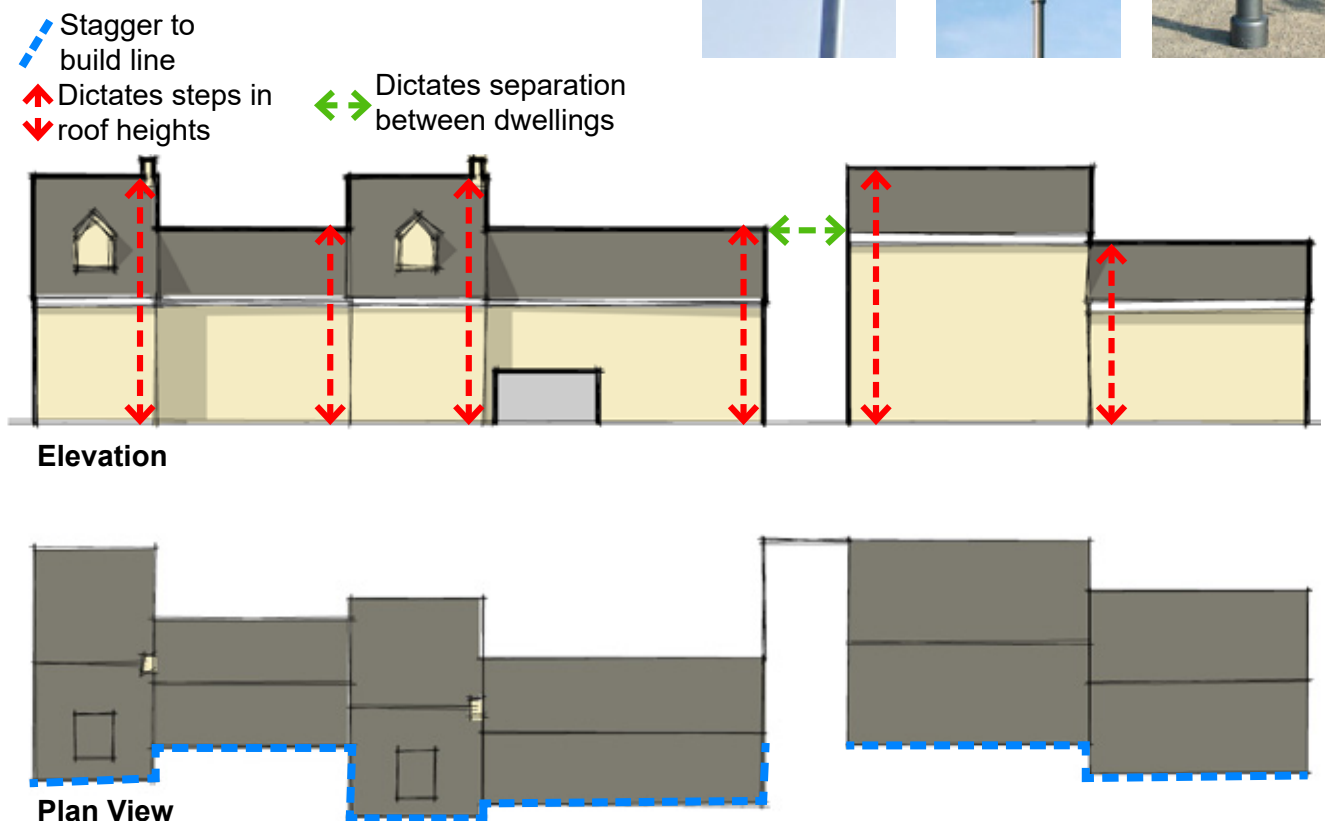 Stagger to
build line
Dictates steps in
roof heights
Dictates separation
between dwellings
Elevation
Plan View